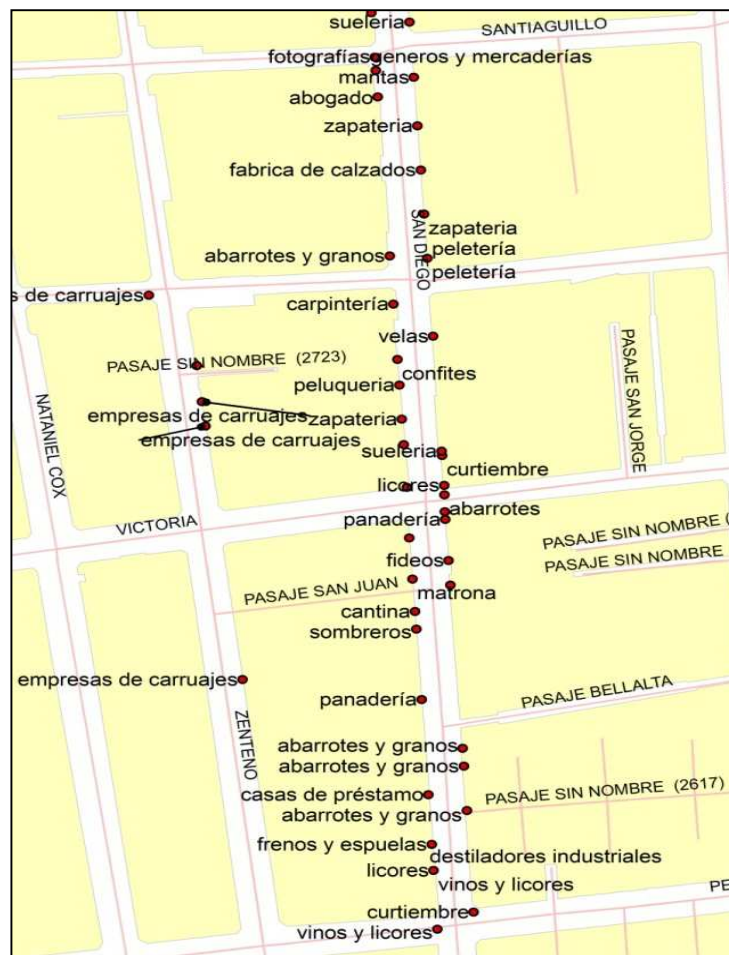 sueleria
SANTIAGUILLO
fotografías generos y mercaderías
mantas
abogado
zapateria
fabrica de calzados
SAN DIEGO
zapateria
peletería
abarrotes y granos
peletería
s de carruajes
carpintería
velas
PASAJE SIN NOMBRE (2723)
confites
PASAJE SAN JORGE
peluqueria
NATANIEL COX
empresas de carruajes
zapateria
empresas de carruajes
sueleria
curtiembre
licores
abarrotes
VICTORIA
panadería
PASAJE SIN NOMBRE (
fideos
PASAJE SIN NOMBRE
PASAJE SAN JUAN
matrona
cantina
sombreros
empresas de carruajes
PASAJE BELLALTA
panadería
ZENTENO
abarrotes y granos
abarrotes y granos
casas de préstamo
PASAJE SIN NOMBRE (2617)
abarrotes y granos
frenos y espuelas
destiladores industriales
licores
vinos y licores
PE
curtiembre
vinos y licores